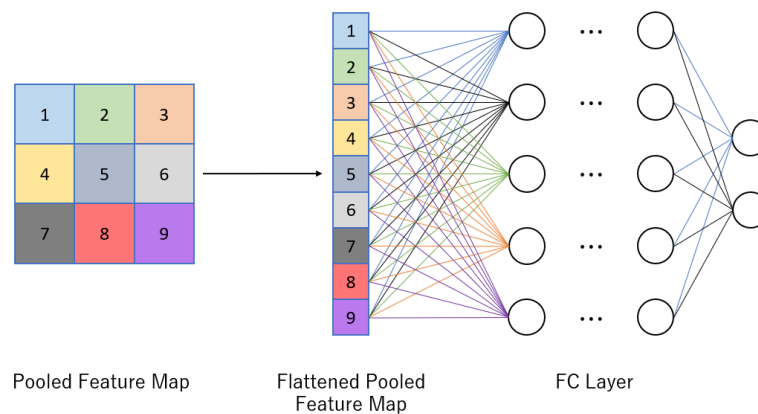 1 2 3
4 5 6
7 8 9
1
2
3
4
5
6
7
8
9
...
...
...
...
...
Pooled Feature Map
Flattened Pooled
Feature Map
FC Layer